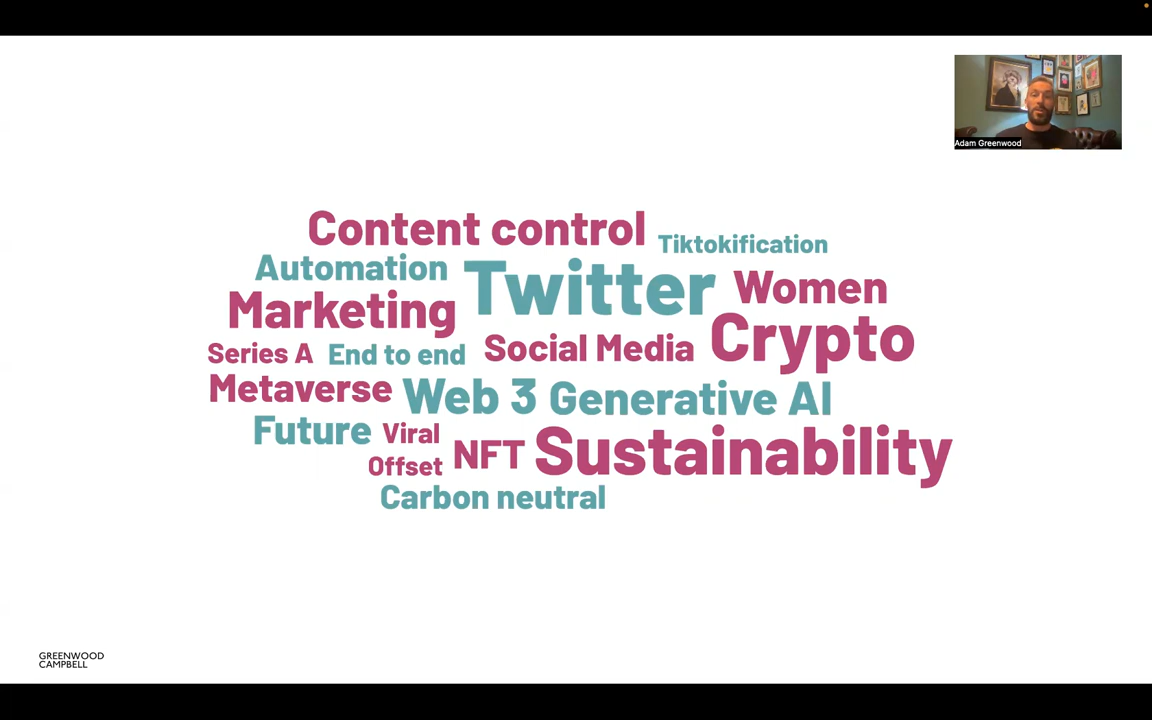 Adam Greenwood
Content control
Tiktokification
Automation
Twitter
Women
Marketing
Crypto
Series A
End to end
Social Media
Metaverse
Web 3
Generative AI
Future
Viral
NFT
Sustainability
Offset
Carbon neutral
GREENWOOD
CAMPBELL